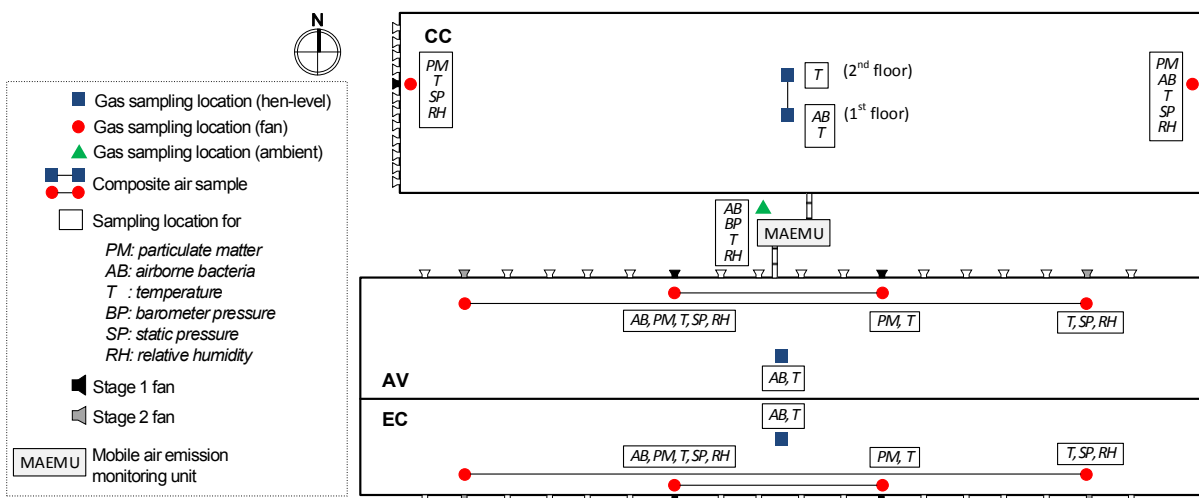 N
Gas sampling location (hen-level)
Gas sampling location (fan)
Gas sampling location (ambient)
Composite air sample
Sampling location for
PM: particulate matter
AB: airborne bacteria
T : temperature
BP: barometer pressure
SP: static pressure
RH: relative humidity
Stage 1 fan
Stage 2 fan
MAEMU
Mobile air emission
monitoring unit
CC
PM
T
SP
RH
T
(2nd floor)
AB
T
(1st floor)
PM
AB
T
SP
RH
AB
BP
T
RH
MAEMU
AB, PM, T, SP, RH
PM, T
T, SP, RH
AB, T
AV
EC
AB, T
AB, PM, T, SP, RH
PM, T
T, SP, RH